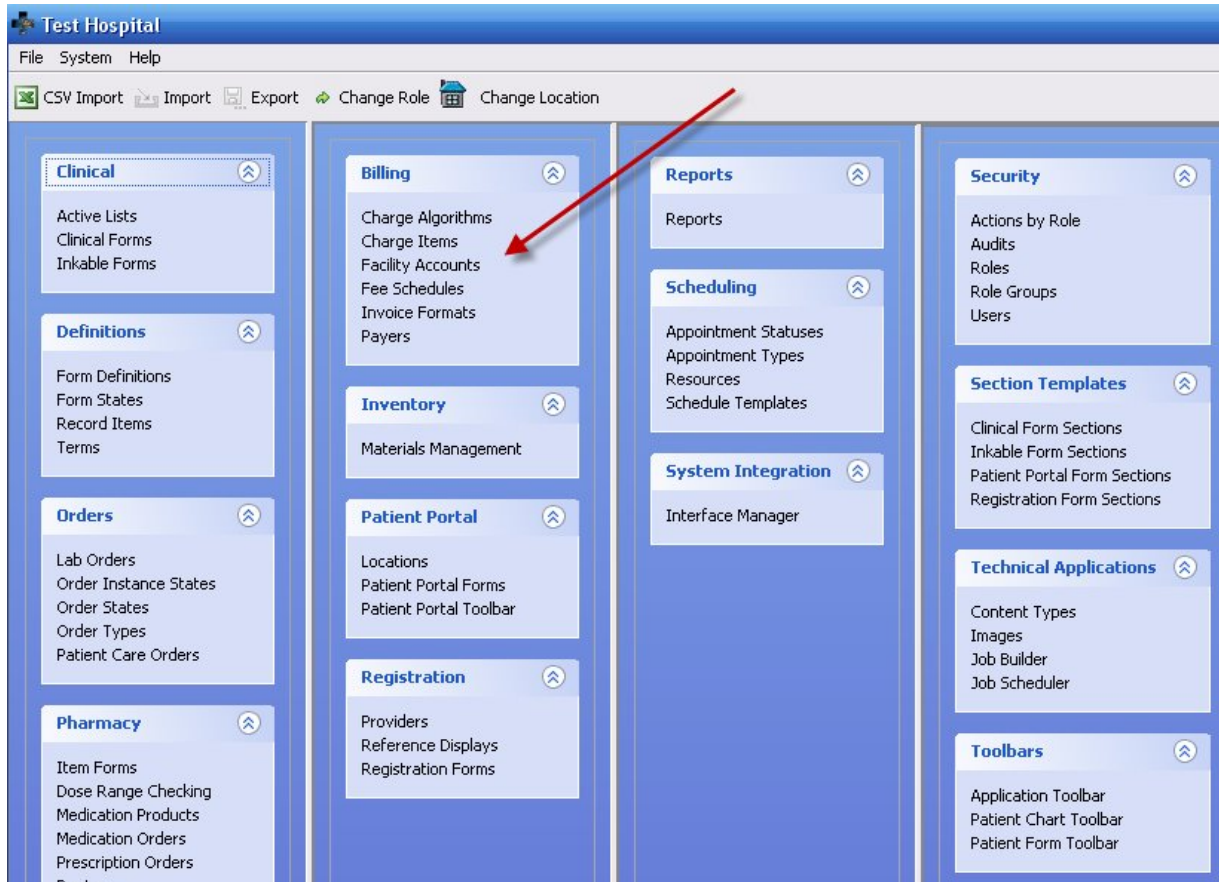 Test Hospital
File System Help
CSV Import Import Export Change Role Change Location
Clinical
Active Lists
Clinical Forms
Inkable Forms
Definitions
Form Definitions
Form States
Record Items
Terms
Orders
Lab Orders
Order Instance States
Order States
Order Types
Patient Care Orders
Pharmacy
Item Forms
Dose Range Checking
Medication Products
Medication Orders
Prescription Orders
Billing
Charge Algorithms
Charge Items
Facility Accounts
Fee Schedules
Invoice Formats
Payers
Inventory
Materials Management
Patient Portal
Locations
Patient Portal Forms
Patient Portal Toolbar
Registration
Providers
Reference Displays
Registration Forms
Reports
Reports
Scheduling
Appointment Statuses
Appointment Types
Resources
Schedule Templates
System Integration
Interface Manager
Security
Actions by Role
Audits
Roles
Role Groups
Users
Section Templates
Clinical Form Sections
Inkable Form Sections
Patient Portal Form Sections
Registration Form Sections
Technical Applications
Content Types
Images
Job Builder
Job Scheduler
Toolbars
Application Toolbar
Patient Chart Toolbar
Patient Form Toolbar